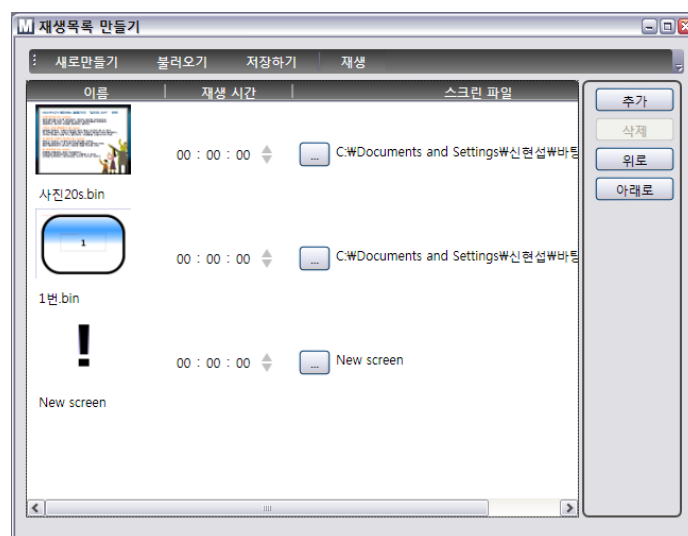 M 재생목록 만들기
새로만들기 불러오기 저장하기 재생
이름 재생 시간 스크린 파일
추가
삭제
위로
아래로
00 : 00 : 00 ... C:₩Documents and Settings₩신현섭₩바탕
사진20s.bin
1
00 : 00 : 00 ... C:₩Documents and Settings₩신현섭₩바탕
1번.bin
!
00 : 00 : 00 ... New screen
New screen